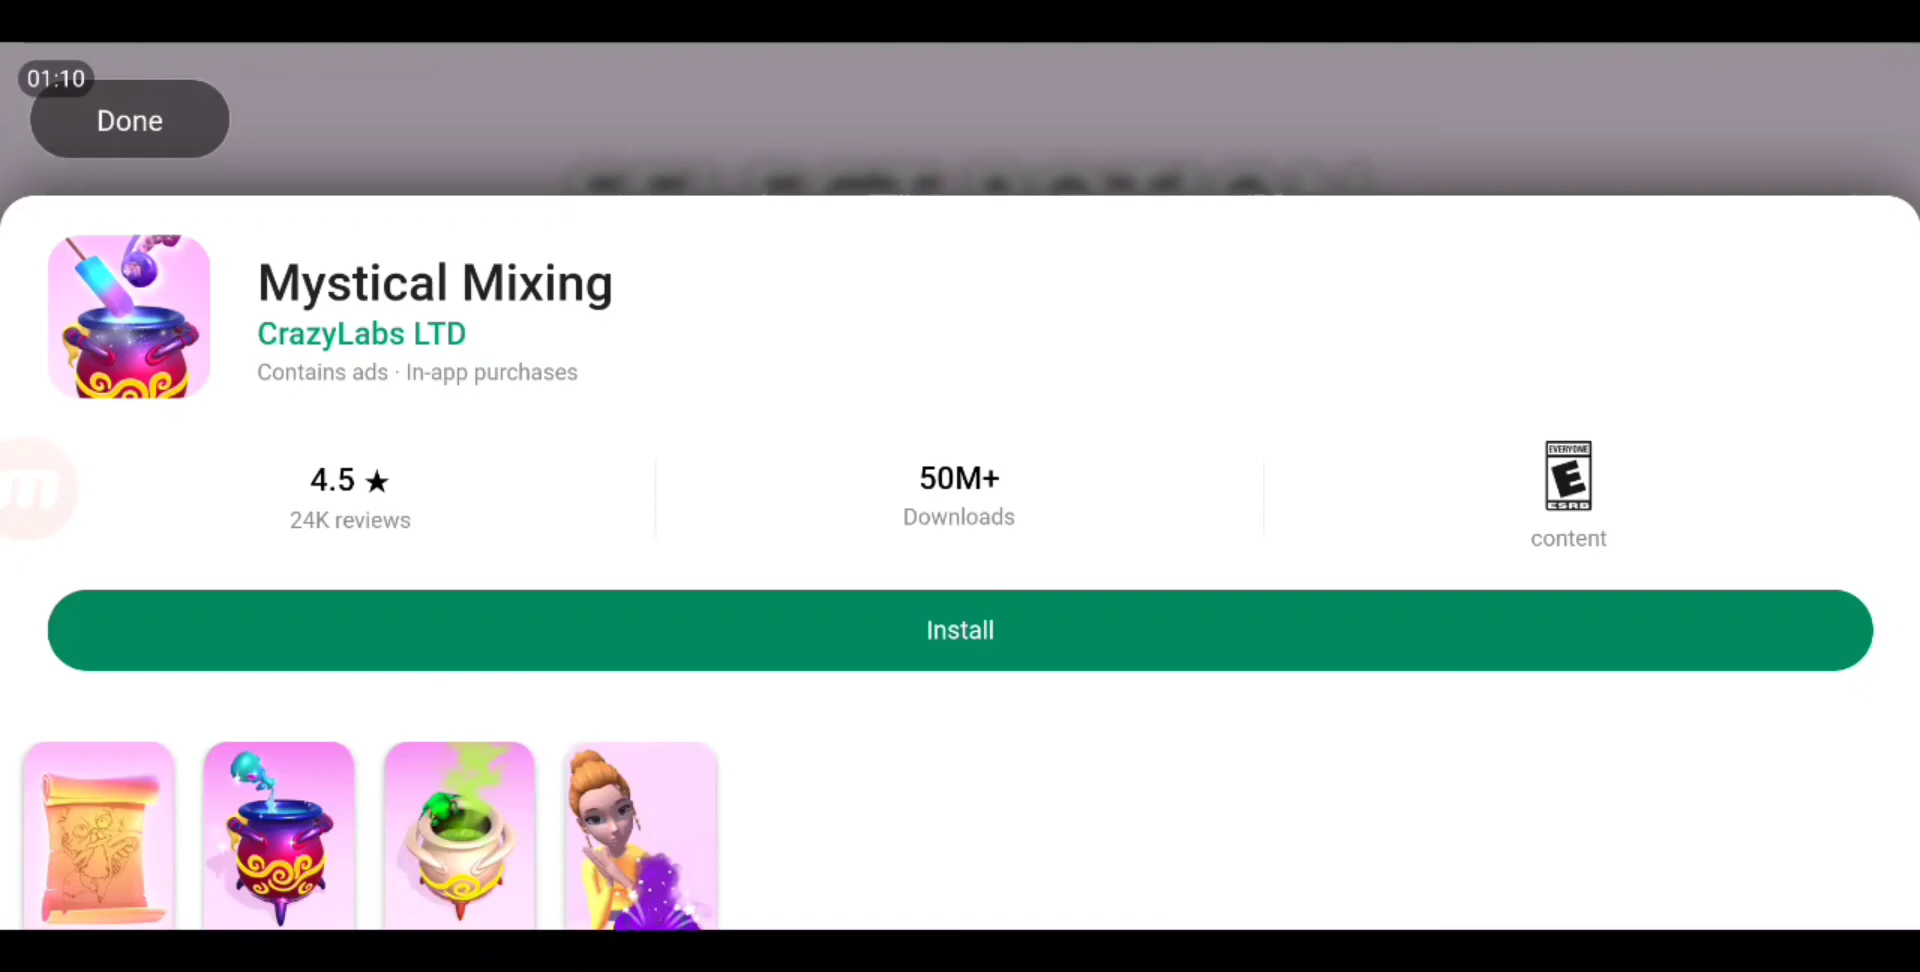 01:10
Done
Mystical Mixing
CrazyLabs LTD
Contains ads · In-app purchases
4.5 ★
24K reviews
50M+
Downloads
EVERYONE
E
ESRB
content
Install